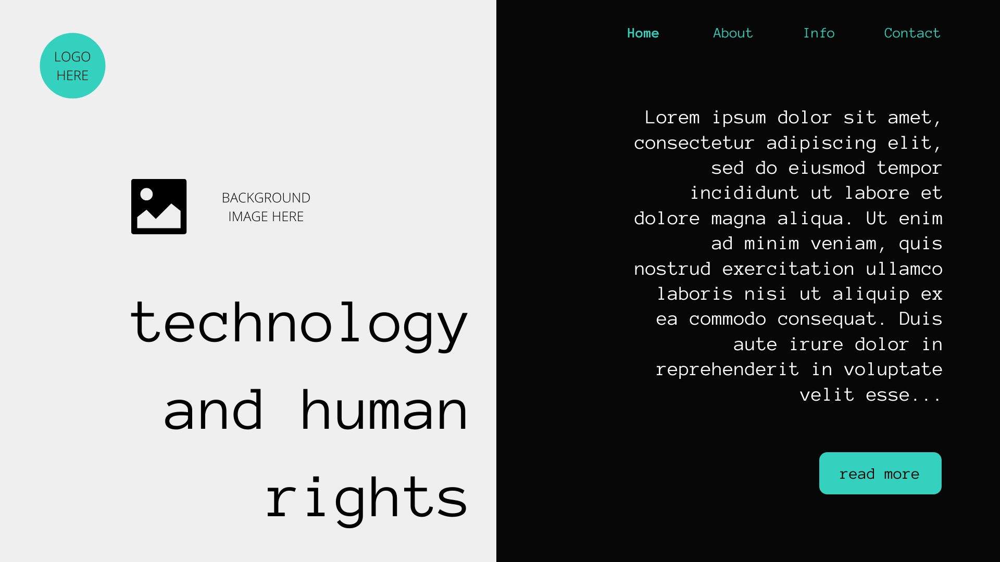 LOGO
HERE
BACKGROUND
IMAGE HERE
technology
and human
rights
Home About Info Contact
Lorem ipsum dolor sit amet,
consectetur adipiscing elit,
sed do eiusmod tempor
incididunt ut labore et
dolore magna aliqua. Ut enim
ad minim veniam, quis
nostrud exercitation ullamco
laboris nisi ut aliquip ex
ea commodo consequat. Duis
aute irure dolor in
reprehenderit in voluptate
velit esse...
read more